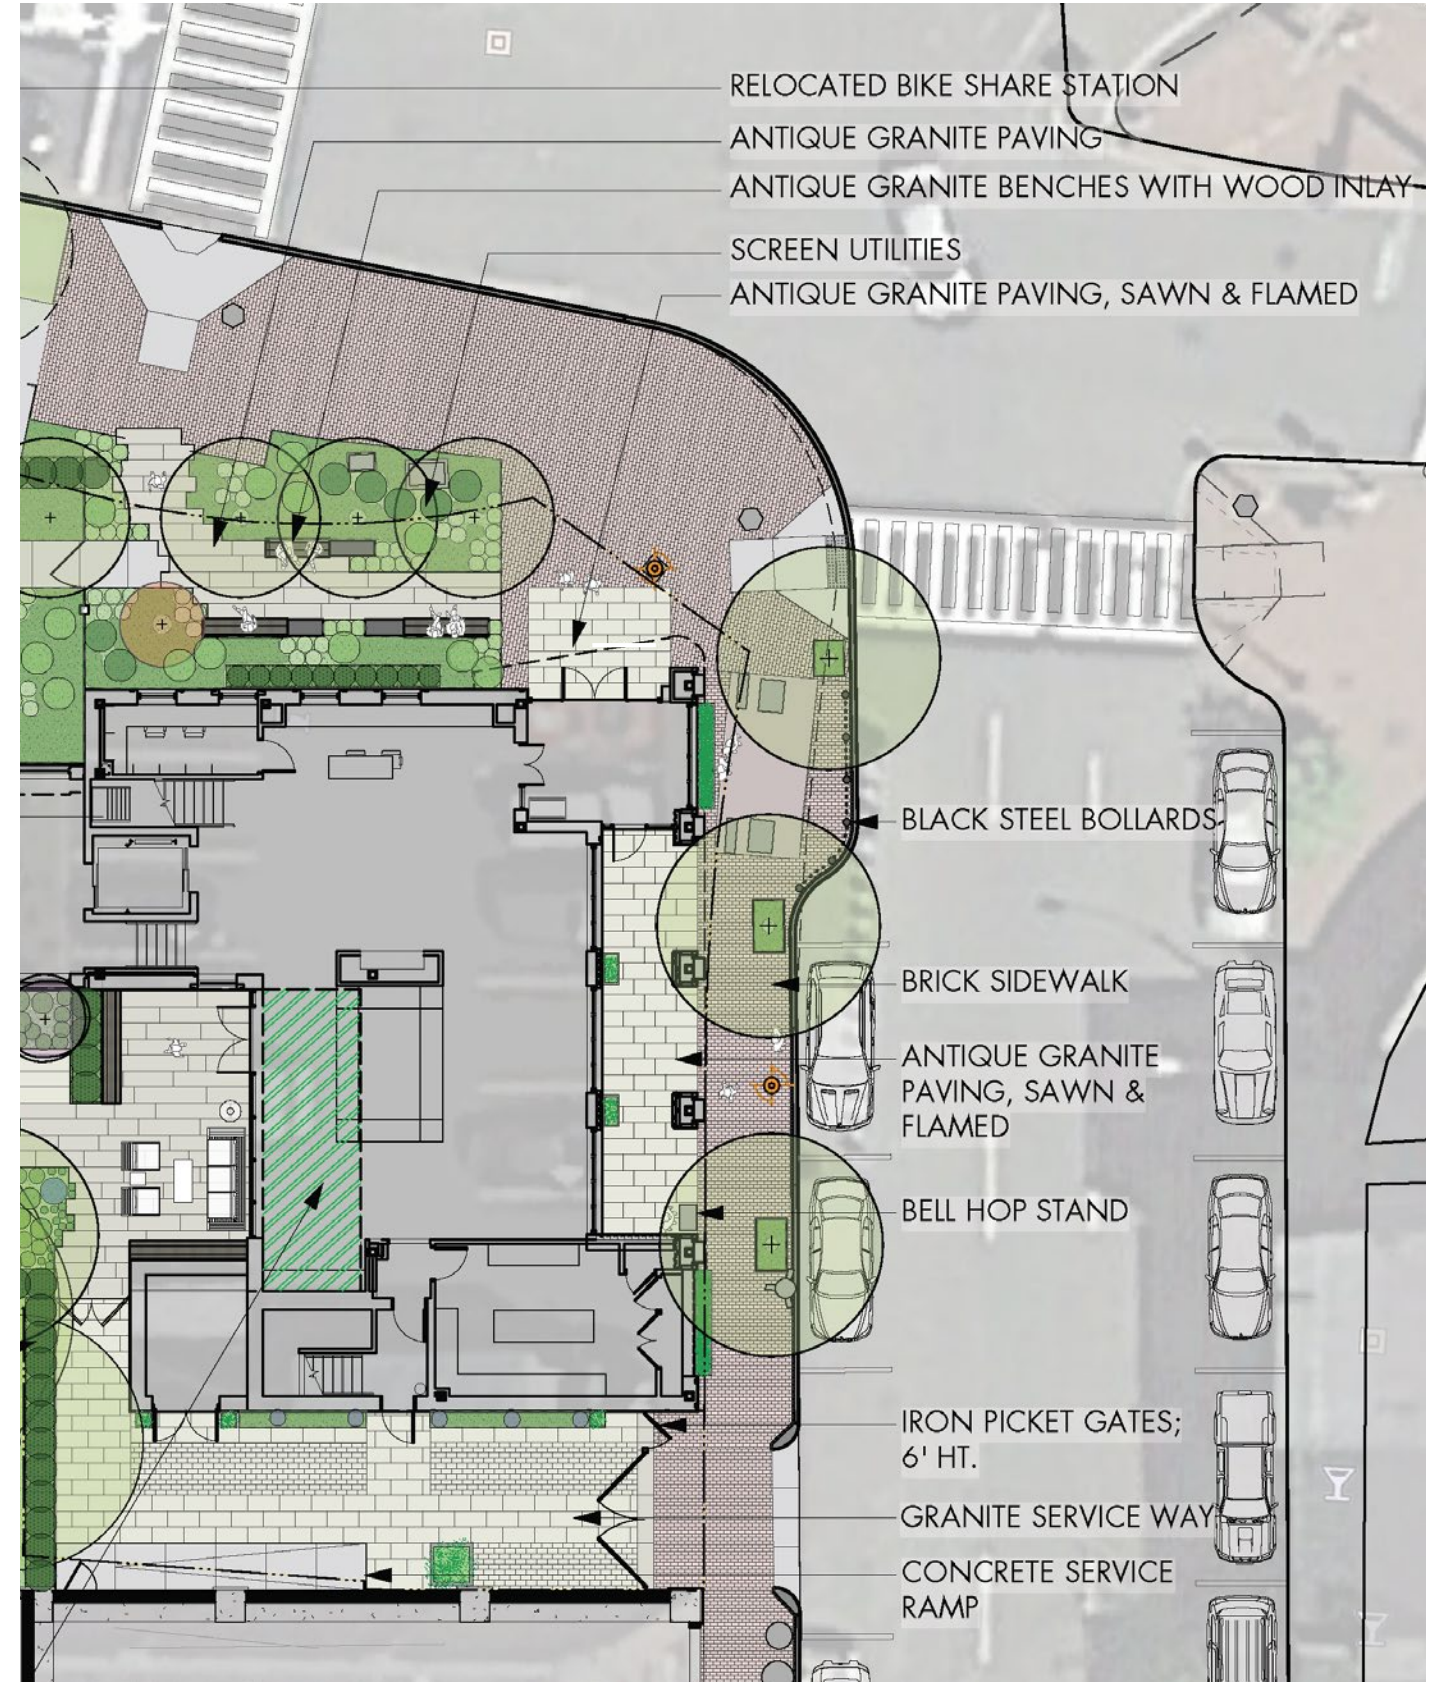 RELOCATED BIKE SHARE STATION
ANTIQUE GRANITE PAVING
ANTIQUE GRANITE BENCHES WITH WOOD INLAY
SCREEN UTILITIES
ANTIQUE GRANITE PAVING, SAWN & FLAMED
BLACK STEEL BOLLARDS
BRICK SIDEWALK
ANTIQUE GRANITE
PAVING, SAWN &
FLAMED
BELL HOP STAND
IRON PICKET GATES;
6' HT.
GRANITE SERVICE WAY
CONCRETE SERVICE
RAMP